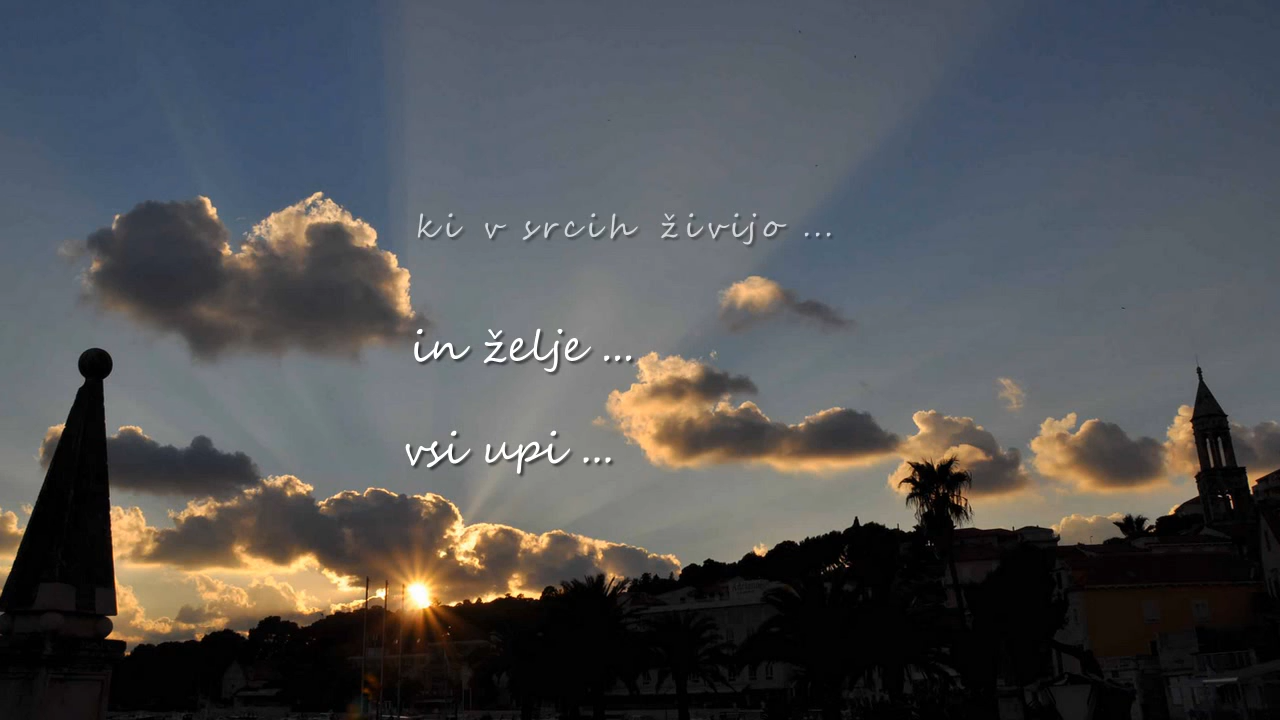 ki v srcih živijo ...
in želje ...
vsi upi ...